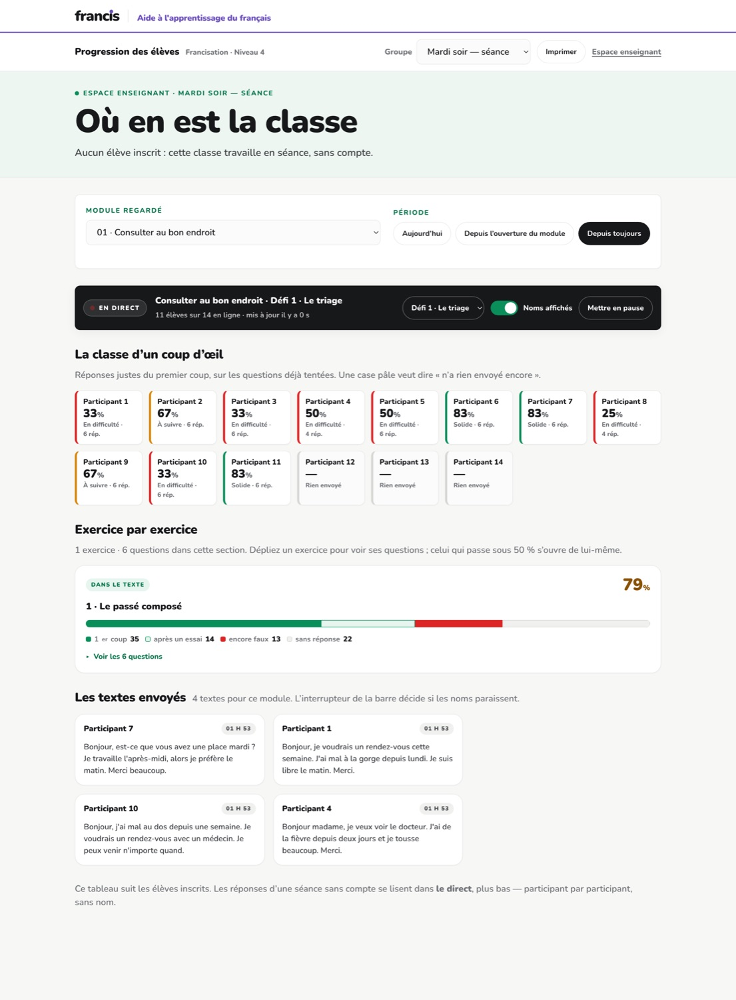 francis
Aide à l'apprentissage du français
Progression des élèves Francisation · Niveau 4
Groupe Mardi soir — séance Imprimer Espace enseignant
ESPACE ENSEIGNANT · MARDI SOIR — SÉANCE
Où en est la classe
Aucun élève inscrit : cette classe travaille en séance, sans compte.
MODULE REGARDÉ
01 · Consulter au bon endroit
PÉRIODE
Aujourd'hui Depuis l'ouverture du module Depuis toujours
EN DIRECT
Consulter au bon endroit · Défi 1 · Le triage
11 élèves sur 14 en ligne · mis à jour il y a 0 s
Défi 1 · Le triage Noms affichés Mettre en pause
La classe d'un coup d'œil
Réponses justes du premier coup, sur les questions déjà tentées. Une case pâle veut dire « n'a rien envoyé encore ».
Participant 1
33%
En difficulté ·
6 rép.
Participant 2
67%
À suivre · 6 rép.
Participant 3
33%
En difficulté ·
6 rép.
Participant 4
50%
En difficulté ·
4 rép.
Participant 5
50%
En difficulté ·
6 rép.
Participant 6
83%
Solide · 6 rép.
Participant 7
83%
Solide · 6 rép.
Participant 8
25%
En difficulté ·
4 rép.
Participant 9
67%
À suivre · 6 rép.
Participant 10
33%
En difficulté ·
6 rép.
Participant 11
83%
Solide · 6 rép.
Participant 12
—
Rien envoyé
Participant 13
—
Rien envoyé
Participant 14
—
Rien envoyé
Exercice par exercice
1 exercice · 6 questions dans cette section. Dépliez un exercice pour voir ses questions ; celui qui passe sous 50 % s'ouvre de lui-même.
DANS LE TEXTE
79%
1 · Le passé composé
1 er coup 35 après un essai 14 encore faux 13 sans réponse 22
Voir les 6 questions
Les textes envoyés 4 textes pour ce module. L'interrupteur de la barre décide si les noms paraissent.
Participant 7 01 H 53
Bonjour, est-ce que vous avez une place mardi ?
Je travaille l'après-midi, alors je préfère le
matin. Merci beaucoup.
Participant 1 01 H 53
Bonjour, je voudrais un rendez-vous cette
semaine. J'ai mal à la gorge depuis lundi. Je suis
libre le matin. Merci.
Participant 10 01 H 53
Bonjour, j'ai mal au dos depuis une semaine. Je
voudrais un rendez-vous avec un médecin. Je
peux venir n'importe quand.
Participant 4 01 H 53
Bonjour madame, je veux voir le docteur. J'ai de
la fièvre depuis deux jours et je tousse
beaucoup. Merci.
Ce tableau suit les élèves inscrits. Les réponses d'une séance sans compte se lisent dans le direct, plus bas — participant par participant,
sans nom.